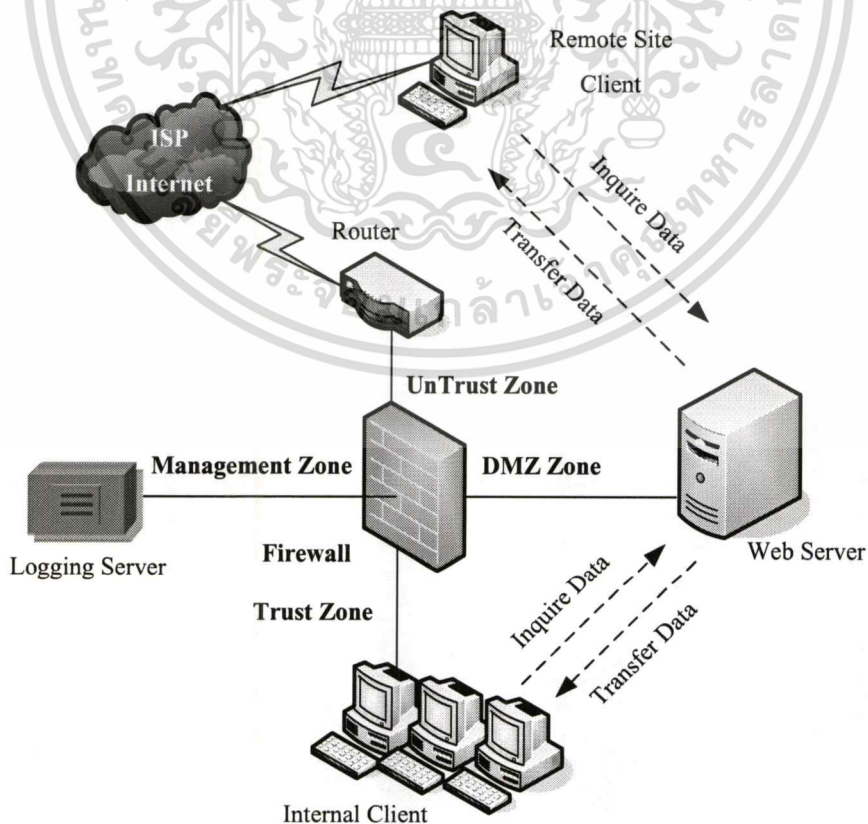 Remote Site
Client
ISP
Internet
Inquire Data
Transfer Data
Router
UnTrust Zone
Management Zone
DMZ Zone
Logging Server
Firewall
Web Server
Trust Zone
Inquire Data
Transfer Data
Internal Client